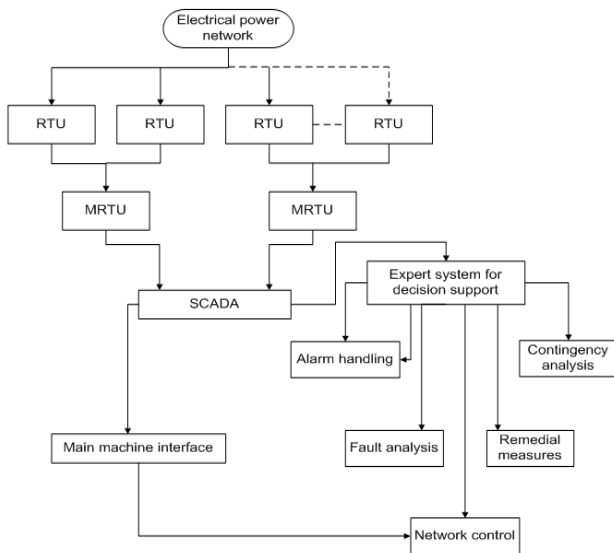 Electrical power
network
RTU
RTU
RTU
RTU
MRTU
MRTU
Expert system for
decision support
SCADA
Alarm handling
Contingency
analysis
Main machine interface
Fault analysis
Remedial
measures
Network control